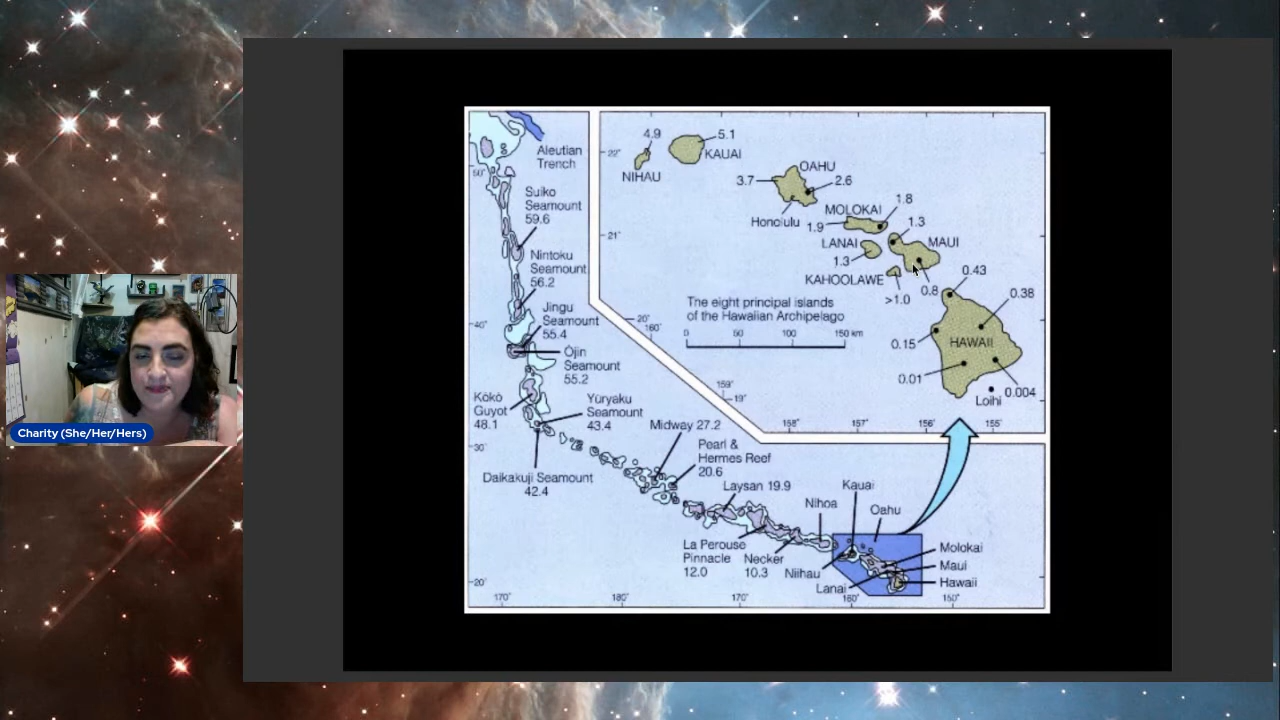 Aleutian
Trench
50°
Suiko
Seamount
59.6
Nintoku
Seamount
56.2
40°
Jingu
Seamount
55.4
Ojin
Seamount
55.2
Koko
Guyot
48.1
Yuryaku
Seamount
43.4
30°
Daikakuji Seamount
42.4
Midway 27.2
Pearl &
Hermes Reef
20.6
Laysan 19.9
La Perouse
Pinnacle
12.0
Necker
10.3
Nihoa
Kauai
Oahu
Niihau
Lanai
Molokai
Maui
Hawaii
20°
170°
180°
170°
160°
150°
22°
4.9
5.1
KAUAI
NIHAU
OAHU
3.7
2.6
Honolulu
MOLOKAI
1.8
1.9
1.3
21°
LANAI
MAUI
1.3
KAHOOLAWE
>1.0
0.8
0.43
0.38
The eight principal islands
of the Hawaiian Archipelago
0 50 100 150 km
20°
160°
0.15
HAWAII
0.01
0.004
Loihi
159°
19°
158°
157°
156°
155°
Charity (She/Her/Hers)